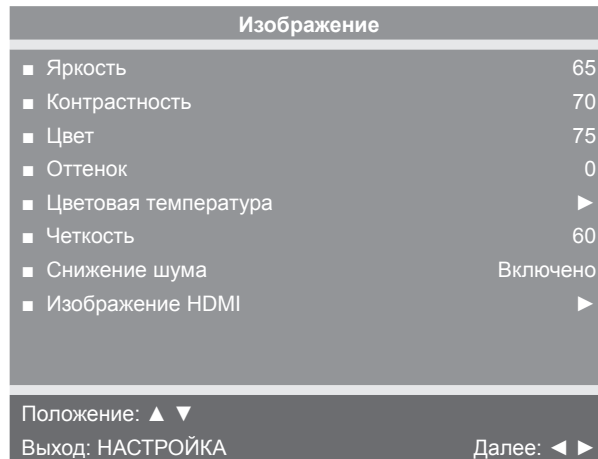 Изображение
■ Яркость 65
■ Контрастность 70
■ Цвет 75
■ Оттенок 0
■ Цветовая температура ►
■ Четкость 60
■ Снижение шума Включено
■ Изображение HDMI ►
Положение: ▲ ▼
Выход: НАСТРОЙКА Далее: ◄ ►